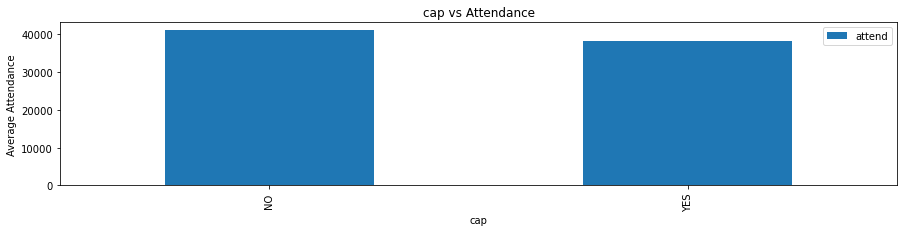 cap vs Attendance
attend
Average Attendance
40000
30000
20000
10000
0
NO
YES
cap